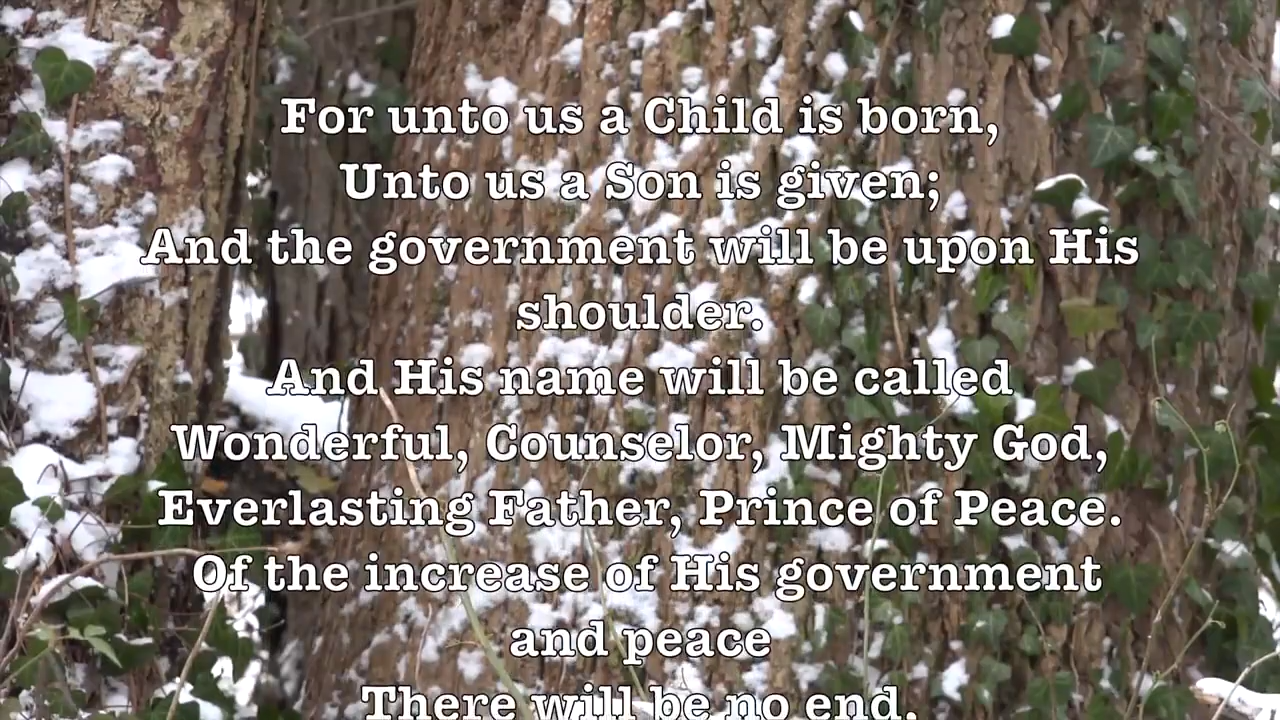 For unto us a Child is born,
Unto us a Son is given;
And the government will be upon His
shoulder.
And His name will be called
Wonderful, Counselor, Mighty God,
Everlasting Father, Prince of Peace.
Of the increase of His government
and peace
There will be no end.